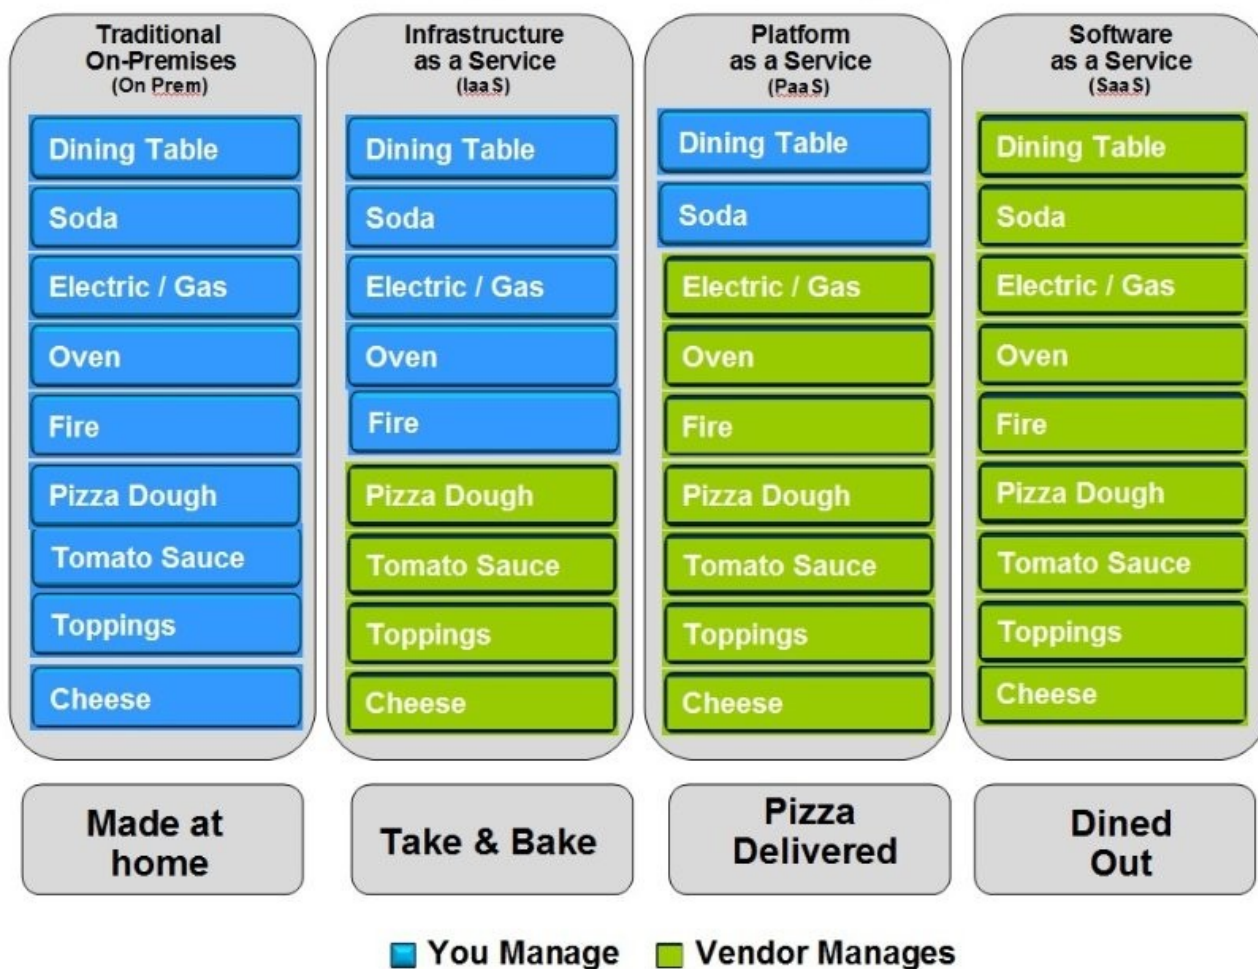 Traditional
On-Premises
(On Prem)
Dining Table
Soda
Electric / Gas
Oven
Fire
Pizza Dough
Tomato Sauce
Toppings
Cheese
Made at
home
Infrastructure
as a Service
(IaaS)
Dining Table
Soda
Electric / Gas
Oven
Fire
Pizza Dough
Tomato Sauce
Toppings
Cheese
Take & Bake
Platform
as a Service
(PaaS)
Dining Table
Soda
Electric / Gas
Oven
Fire
Pizza Dough
Tomato Sauce
Toppings
Cheese
Pizza
Delivered
Software
as a Service
(SaaS)
Dining Table
Soda
Electric / Gas
Oven
Fire
Pizza Dough
Tomato Sauce
Toppings
Cheese
Dined
Out
You Manage
Vendor Manages